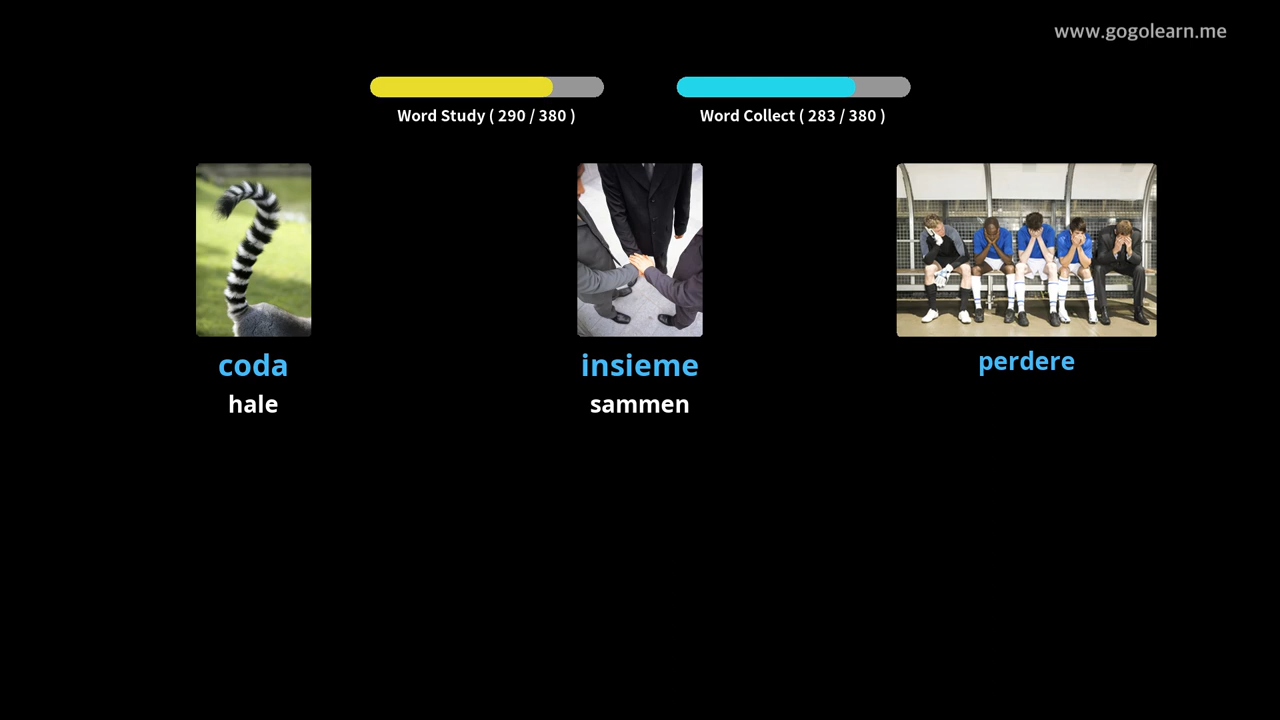 www.gogolearn.me
Word Study ( 290 / 380 )
Word Collect ( 283 / 380 )
coda
hale
insieme
sammen
perdere